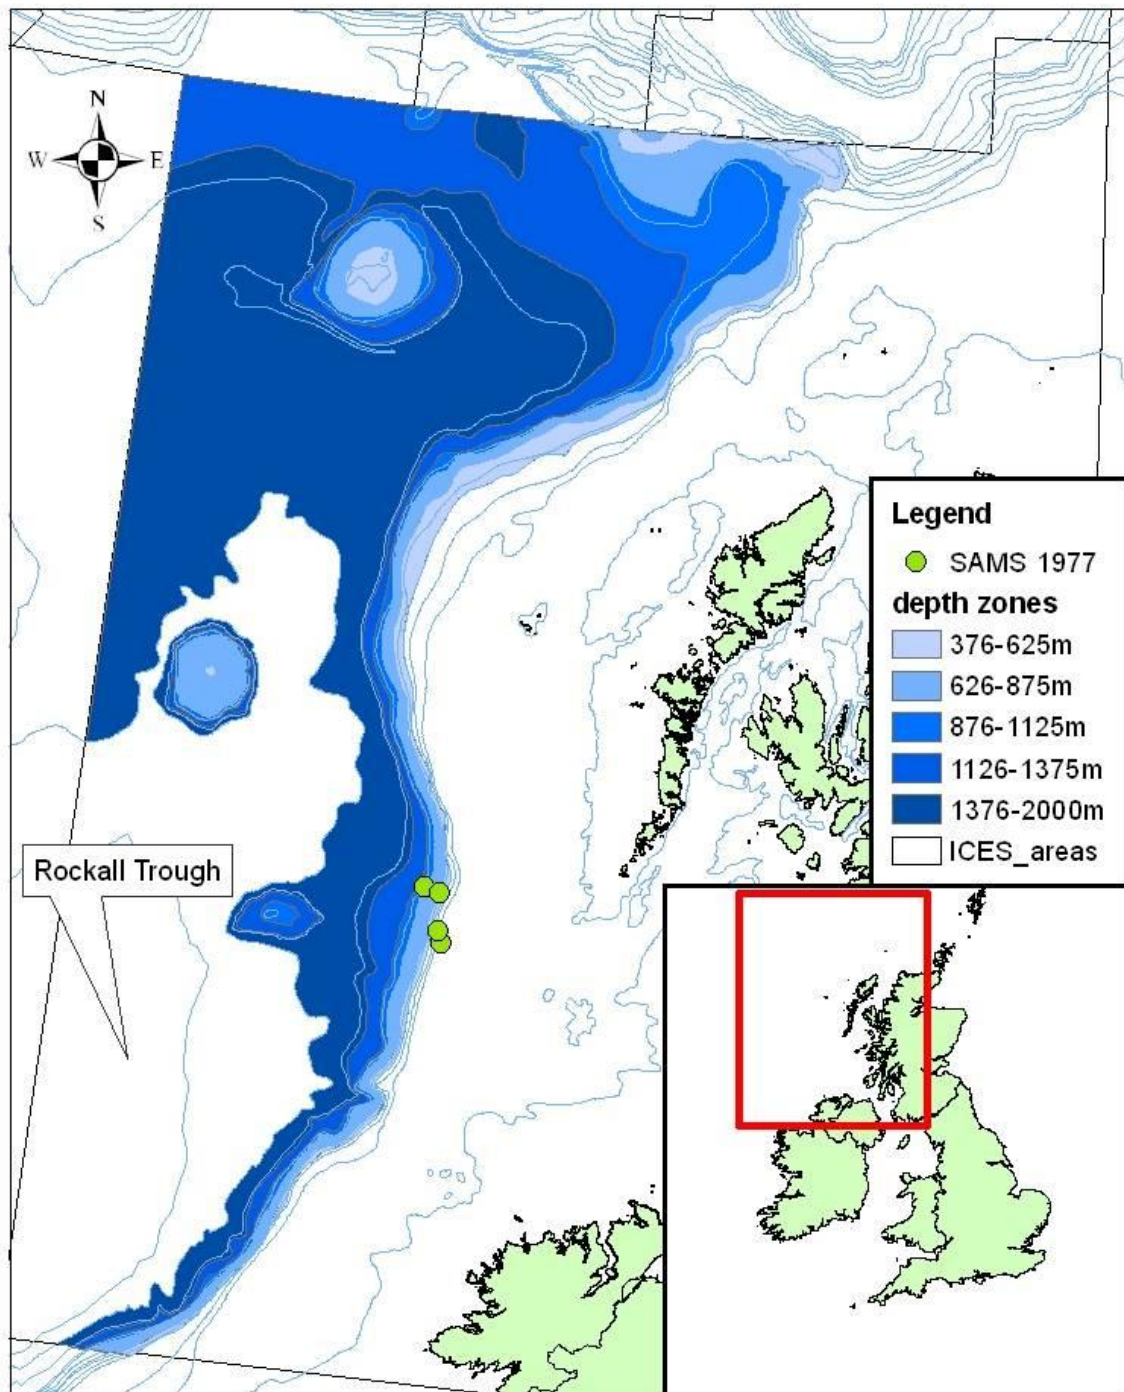 N
W E
S
Legend
SAMS 1977
depth zones
376-625m
626-875m
876-1125m
1126-1375m
1376-2000m
ICES_areas
Rockall Trough